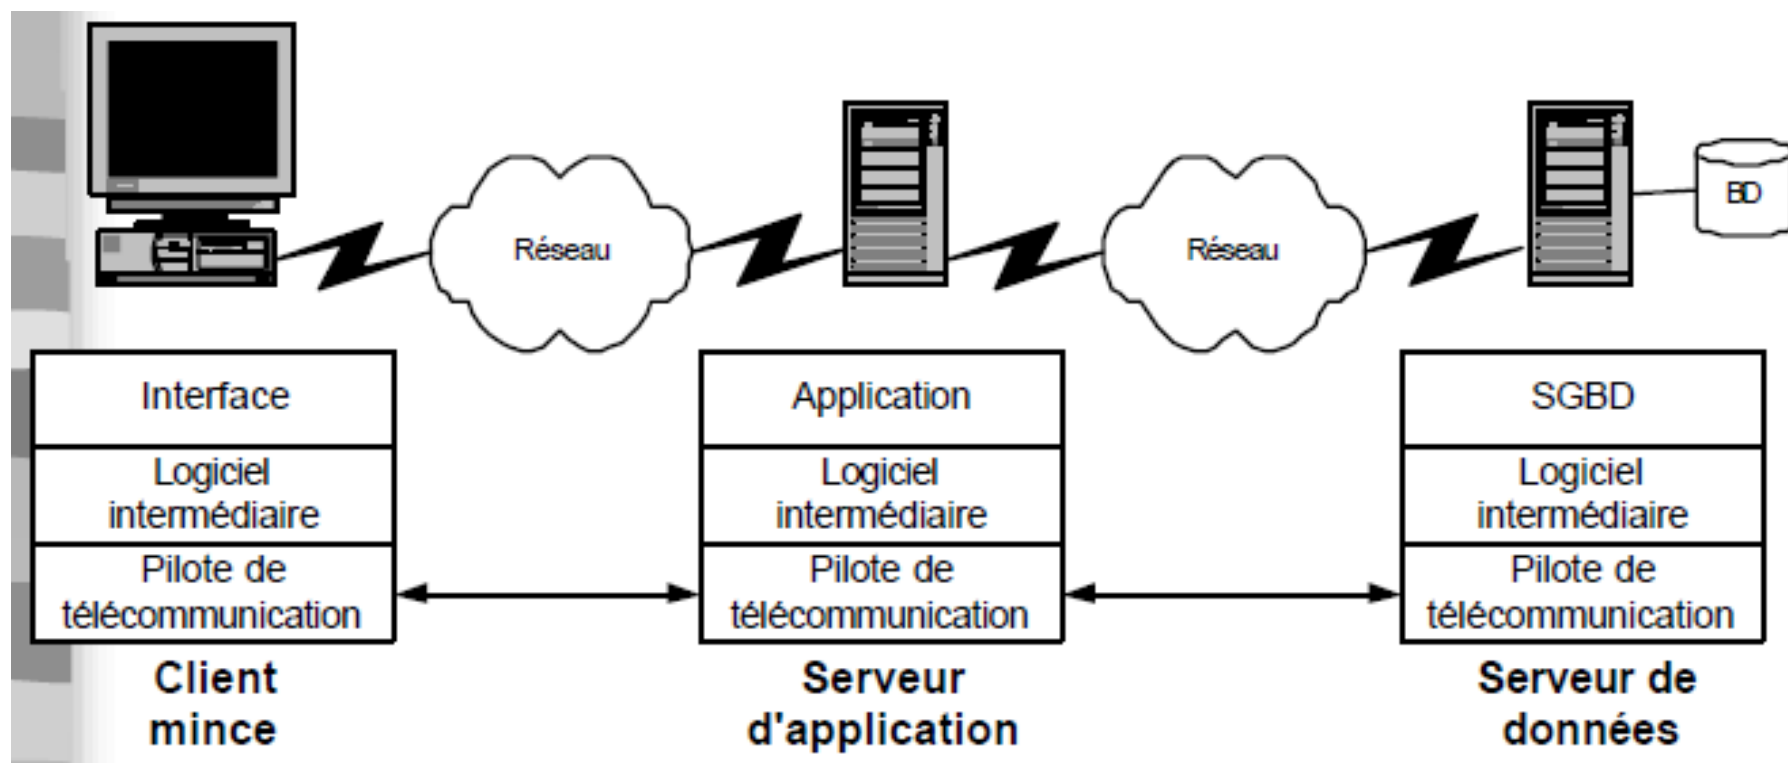 Réseau
Réseau
BD
Interface
Logiciel
intermédiaire
Pilote de
télécommunication
Client
mince
Application
Logiciel
intermédiaire
Pilote de
télécommunication
Serveur
d'application
SGBD
Logiciel
intermédiaire
Pilote de
télécommunication
Serveur de
données